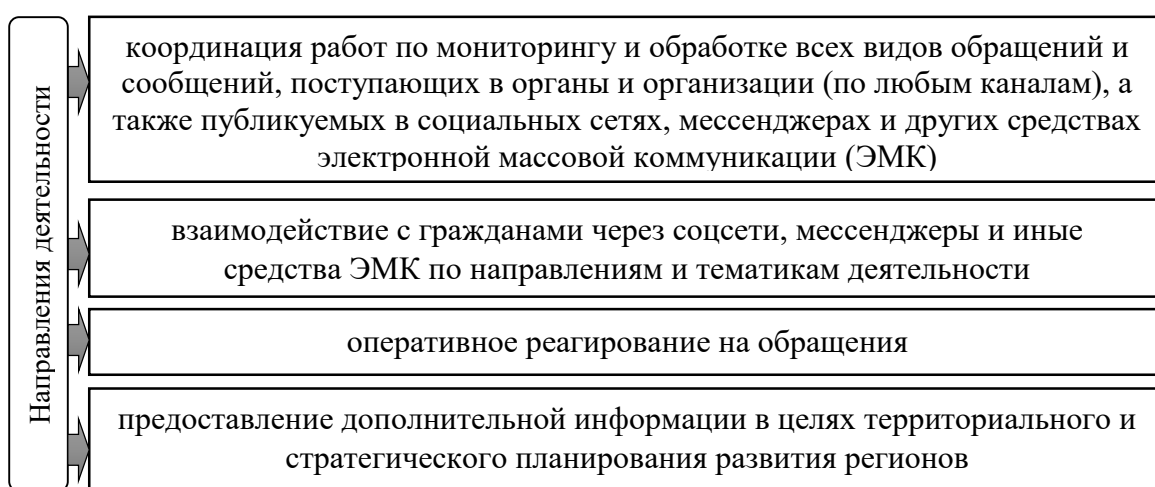 Направления деятельности
координация работ по мониторингу и обработке всех видов обращений и
сообщений, поступающих в органы и организации (по любым каналам), а
также публикуемых в социальных сетях, мессенджерах и других средствах
электронной массовой коммуникации (ЭМК)
взаимодействие с гражданами через соцсети, мессенджеры и иные
средства ЭМК по направлениям и тематикам деятельности
оперативное реагирование на обращения
предоставление дополнительной информации в целях территориального и
стратегического планирования развития регионов